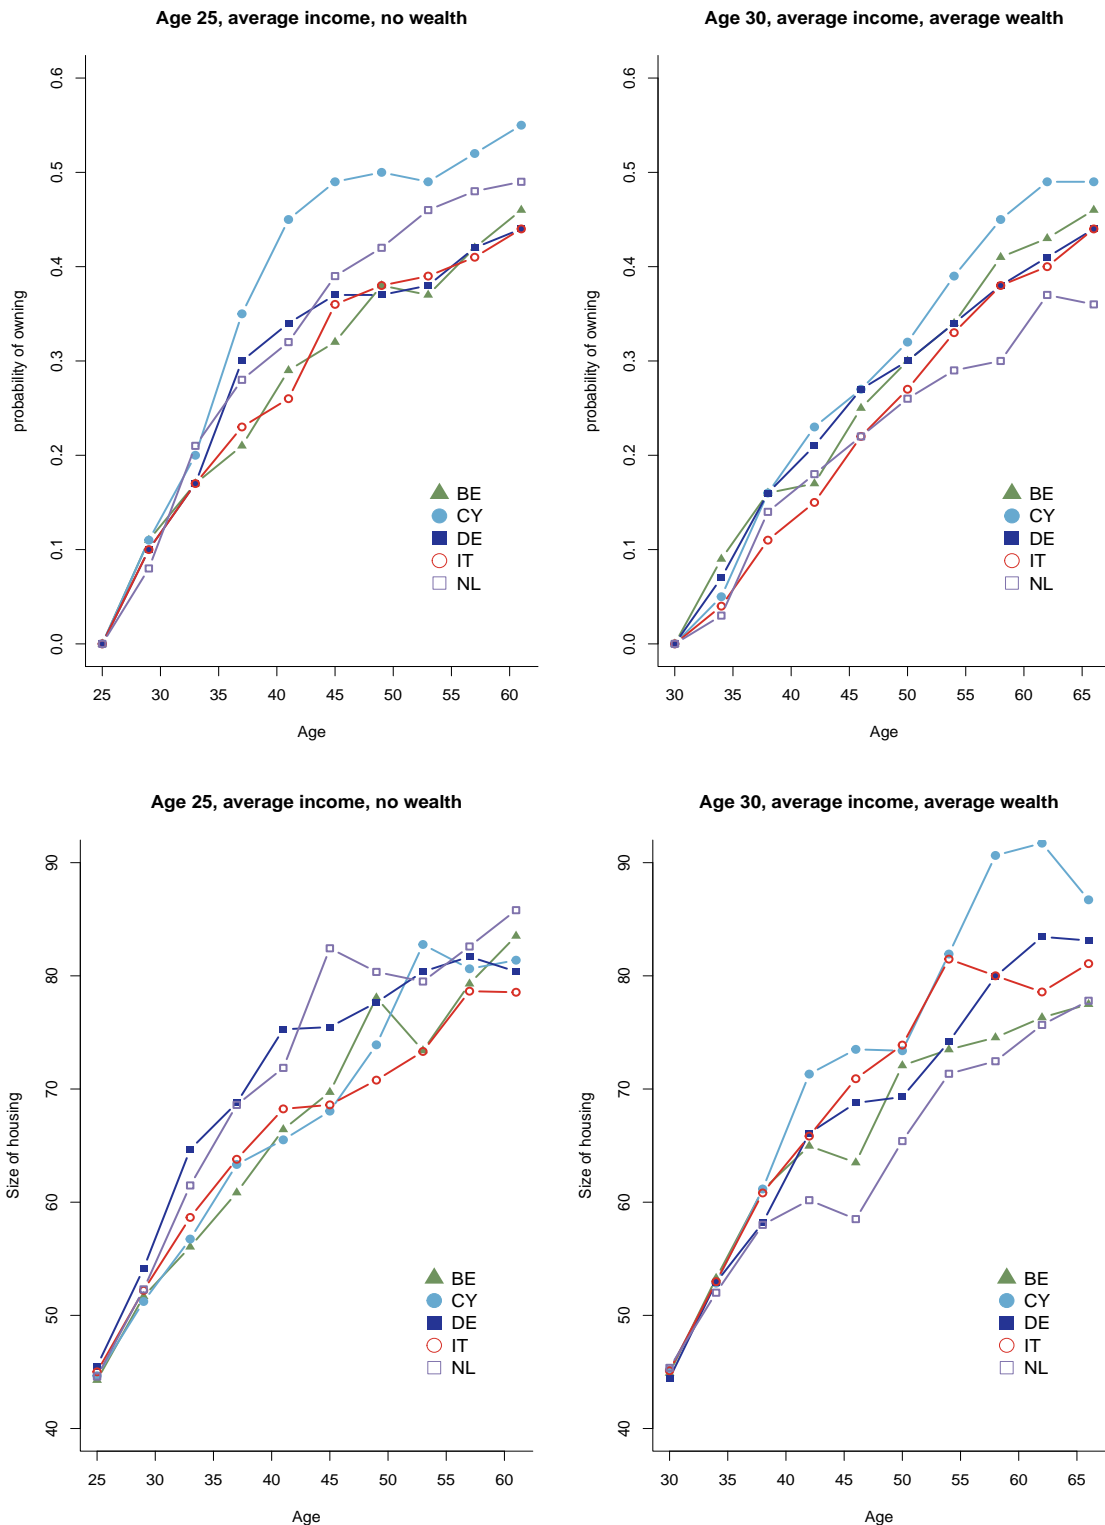 Age 25, average income, no wealth
probability of owning
0.6
0.5
0.4
0.3
0.2
0.1
0.0
BE
CY
DE
IT
NL
25 30 35 40 45 50 55 60
Age
Age 30, average income, average wealth
probability of owning
0.6
0.5
0.4
0.3
0.2
0.1
0.0
BE
CY
DE
IT
NL
30 35 40 45 50 55 60 65
Age
Age 25, average income, no wealth
Size of housing
90
80
70
60
50
40
BE
CY
DE
IT
NL
25 30 35 40 45 50 55 60
Age
Age 30, average income, average wealth
Size of housing
90
80
70
60
50
40
BE
CY
DE
IT
NL
30 35 40 45 50 55 60 65
Age